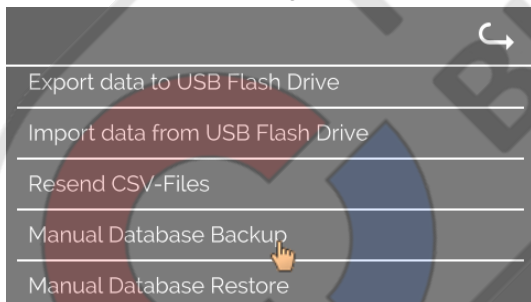 Export data to USB Flash Drive
Import data from USB Flash Drive
Resend CSV-Files
Manual Database Backup
Manual Database Restore